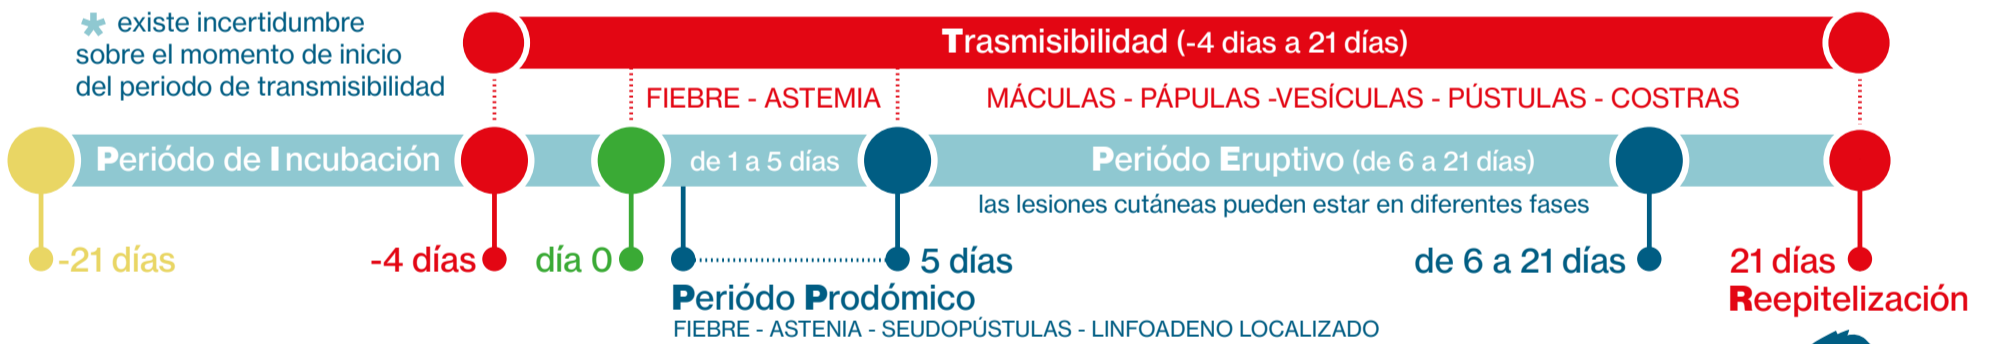 * existe incertidumbre
sobre el momento de inicio
del periodo de transmisibilidad
Trasmisibilidad (-4 dias a 21 días)
FIEBRE - ASTEMIA
MÁCULAS - PÁPULAS -VESÍCULAS - PÚSTULAS - COSTRAS
Periódo de Incubación
de 1 a 5 días
Periódo Eruptivo (de 6 a 21 días)
las lesiones cutáneas pueden estar en diferentes fases
-21 días
-4 días
día 0
5 días
de 6 a 21 días
21 días
Periódo Prodómico
Reepitelización
FIEBRE - ASTENIA - SEUDOPÚSTULAS - LINFOADENO LOCALIZADO